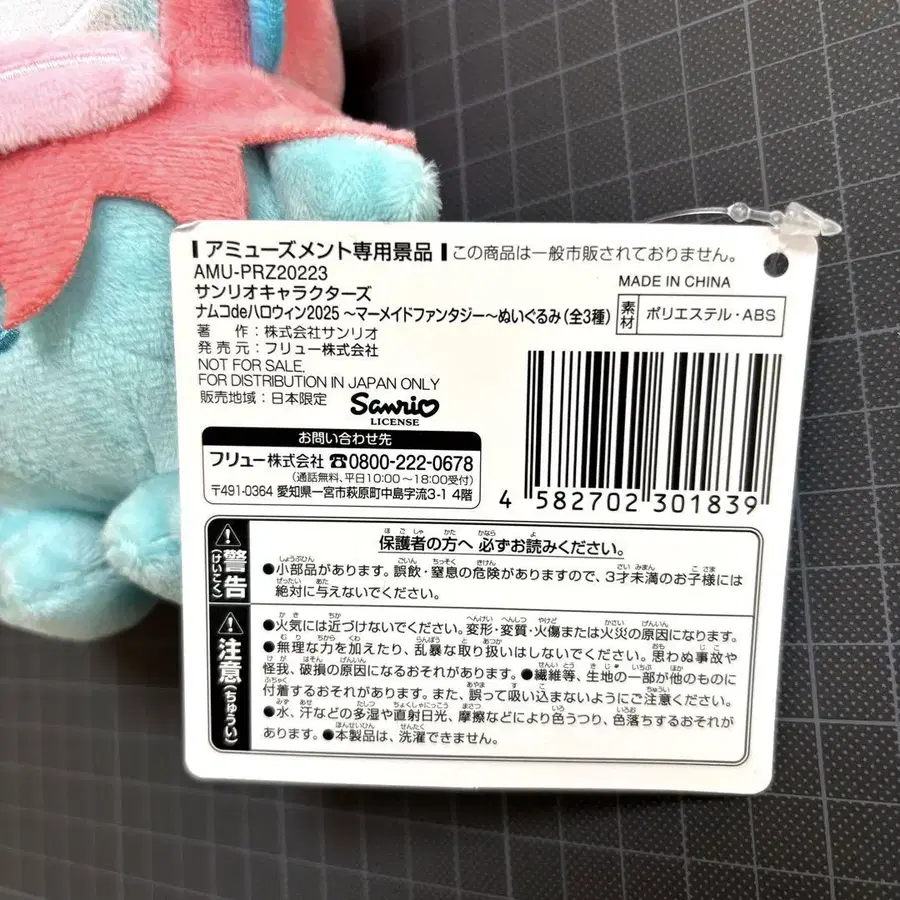 アミューズメント専用景品 この商品は一般市販されておりません。
AMU-PRZ20223
サンリオキャラクターズ
ナムコdeハロウィン2025 ～マーメイドファンタジー～ぬいぐるみ(全3種)
著 作：株式会社サンリオ
発 売 元：フリュー株式会社
NOT FOR SALE.
FOR DISTRIBUTION IN JAPAN ONLY
販売地域：日本限定
Sanrio
LICENSE
MADE IN CHINA
素材 ポリエステル・ABS
お問い合わせ先
フリュー株式会社 ☎0800-222-0678
(通話無料、平日10:00～18:00受付)
〒491-0364 愛知県一宮市萩原町中島字流3-1 4階
4 582702 301839
警告(けいこく)
保護者の方へ 必ずお読みください。
●小部品があります。誤飲・窒息の危険がありますので、3才未満のお子様には
絶対に与えないでください。
注意(ちゅうい)
●火気には近づけないでください。変形・変質・火傷または火災の原因になります。
●無理な力を加えたり、乱暴な取り扱いはしないでください。思わぬ事故や
怪我、破損の原因になるおそれがあります。●繊維等、生地の一部が他のものに
付着するおそれがあります。また、誤って吸い込まないようにご注意ください。
●水、汗などの多湿や直射日光、摩擦などにより色うつり、色落ちするおそれが
あります。●本製品は、洗濯できません。